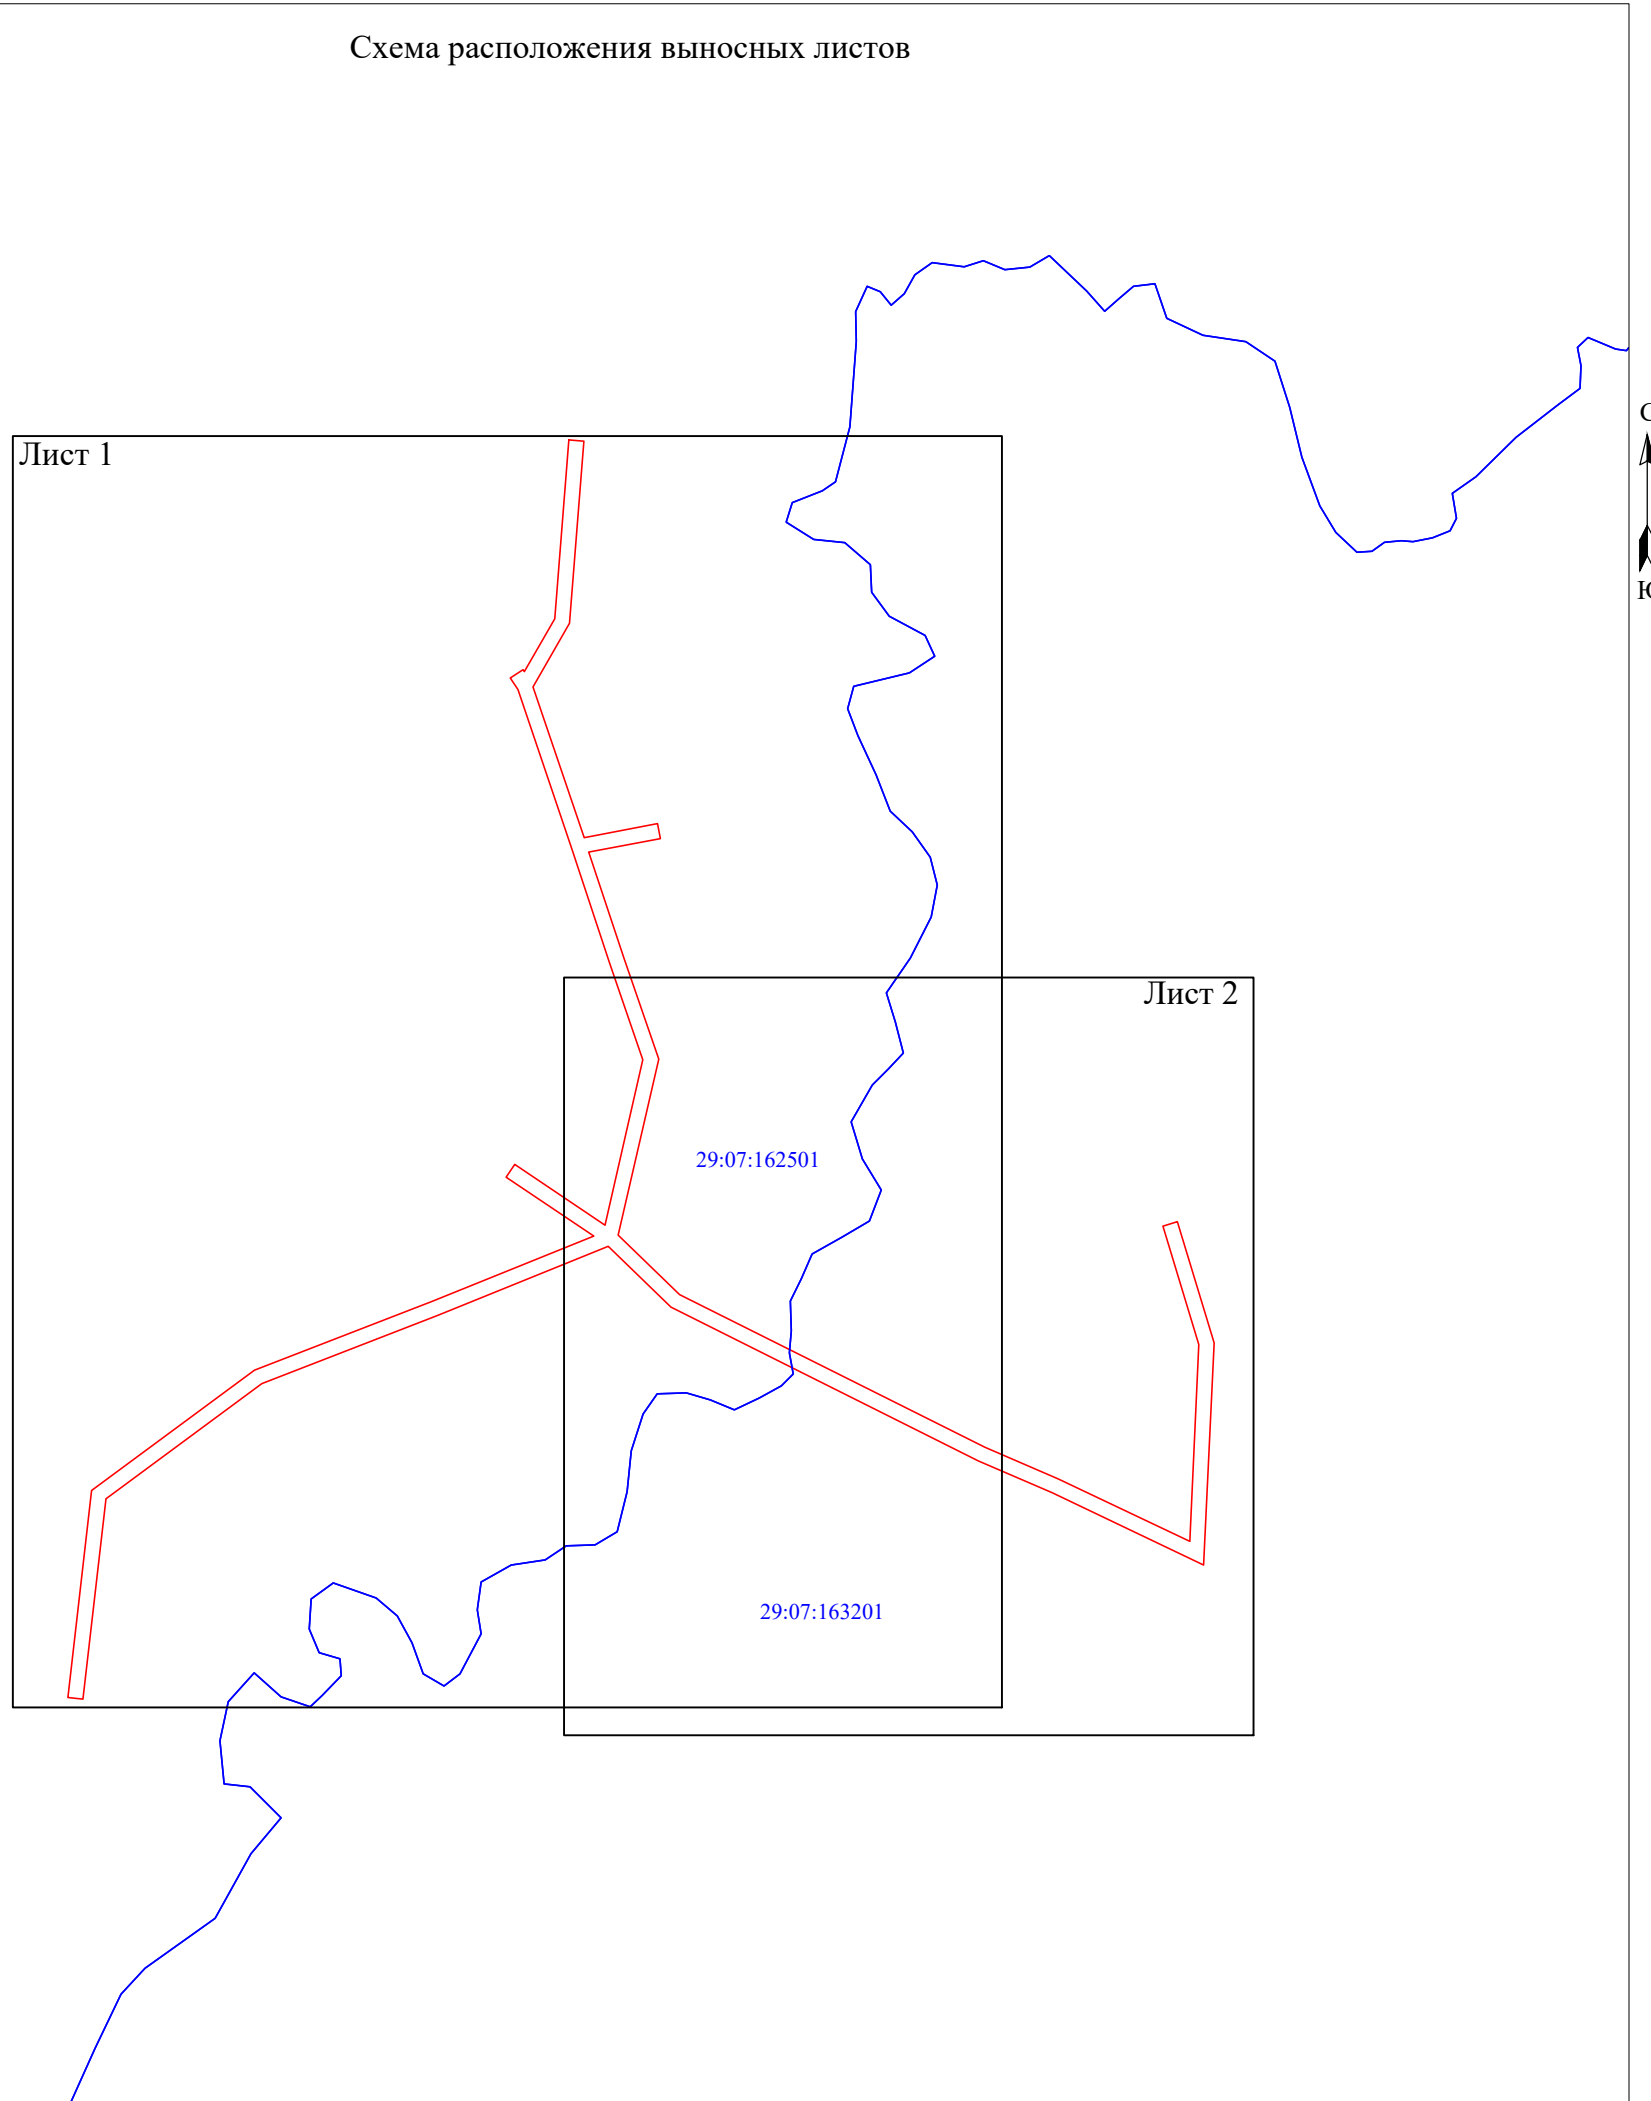 Схема расположения выносных листов
С
Лист 1
Ю
Лист 2
29:07:162501
29:07:163201